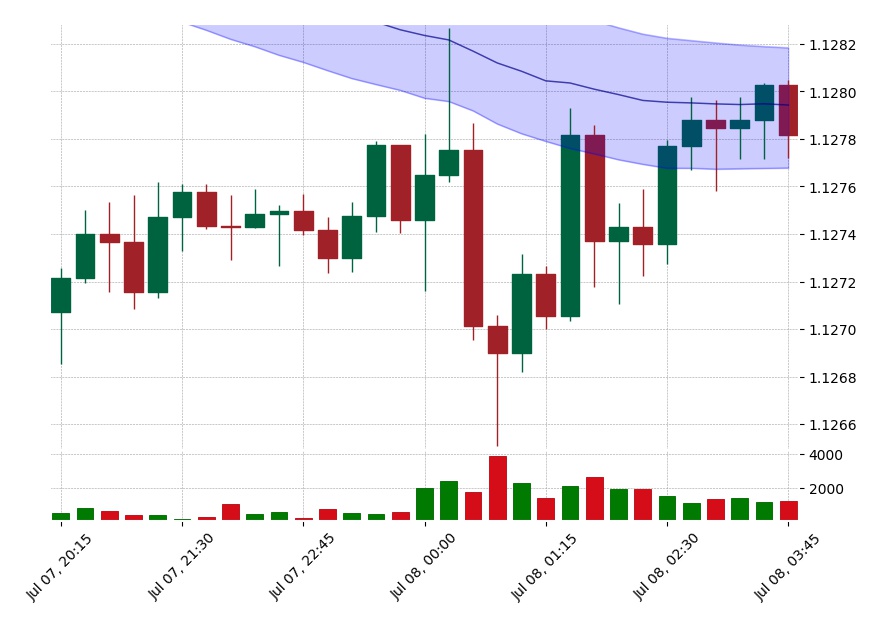 1.1282
1.1280
1.1278
1.1276
1.1274
1.1272
1.1270
1.1268
1.1266
4000
2000
Jul 07, 20:15
Jul 07, 21:30
Jul 07, 22:45
Jul 08, 00:00
Jul 08, 01:15
Jul 08, 02:30
Jul 08, 03:45